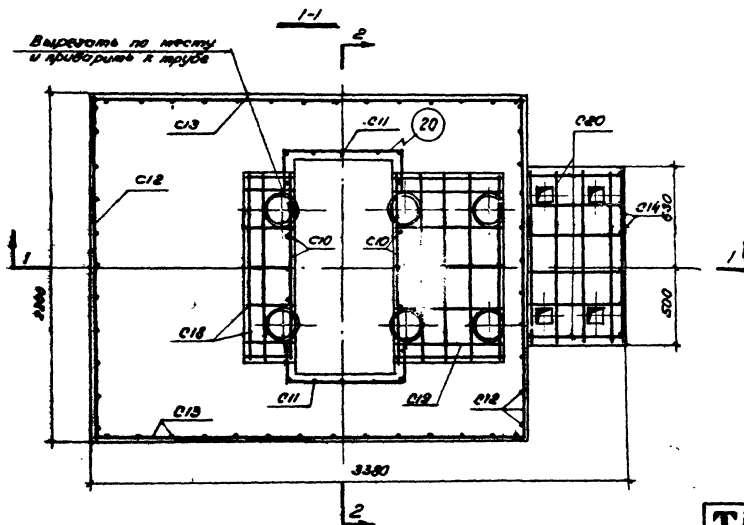 1-1
Вырезать по месту
и приварить к трубе
2
С13
С11
20
С20
С12
С14
630
1
С10
С10
1
500
С18
С11
С19
С12
С13
3380
2
Т